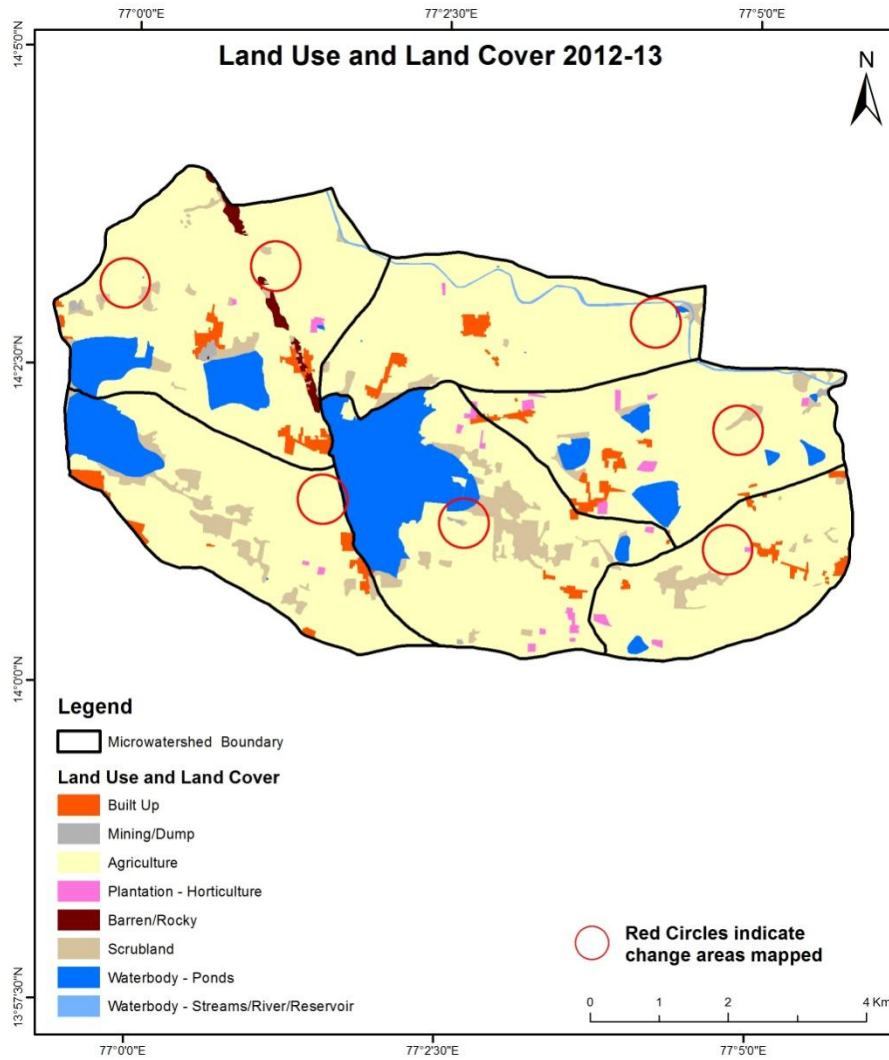 77°0'0"E 77°2'30"E 77°5'0"E
14°5'0"N
Land Use and Land Cover 2012-13
N
14°2'30"N
14°0'0"N
Legend
Microwatershed Boundary
Land Use and Land Cover
Built Up
Mining/Dump
Agriculture
Plantation - Horticulture
Barren/Rocky
Scrubland
Waterbody - Ponds
Waterbody - Streams/River/Reservoir
Red Circles indicate
change areas mapped
13°57'30"N
0 1 2 4 Km
77°0'0"E 77°2'30"E 77°5'0"E